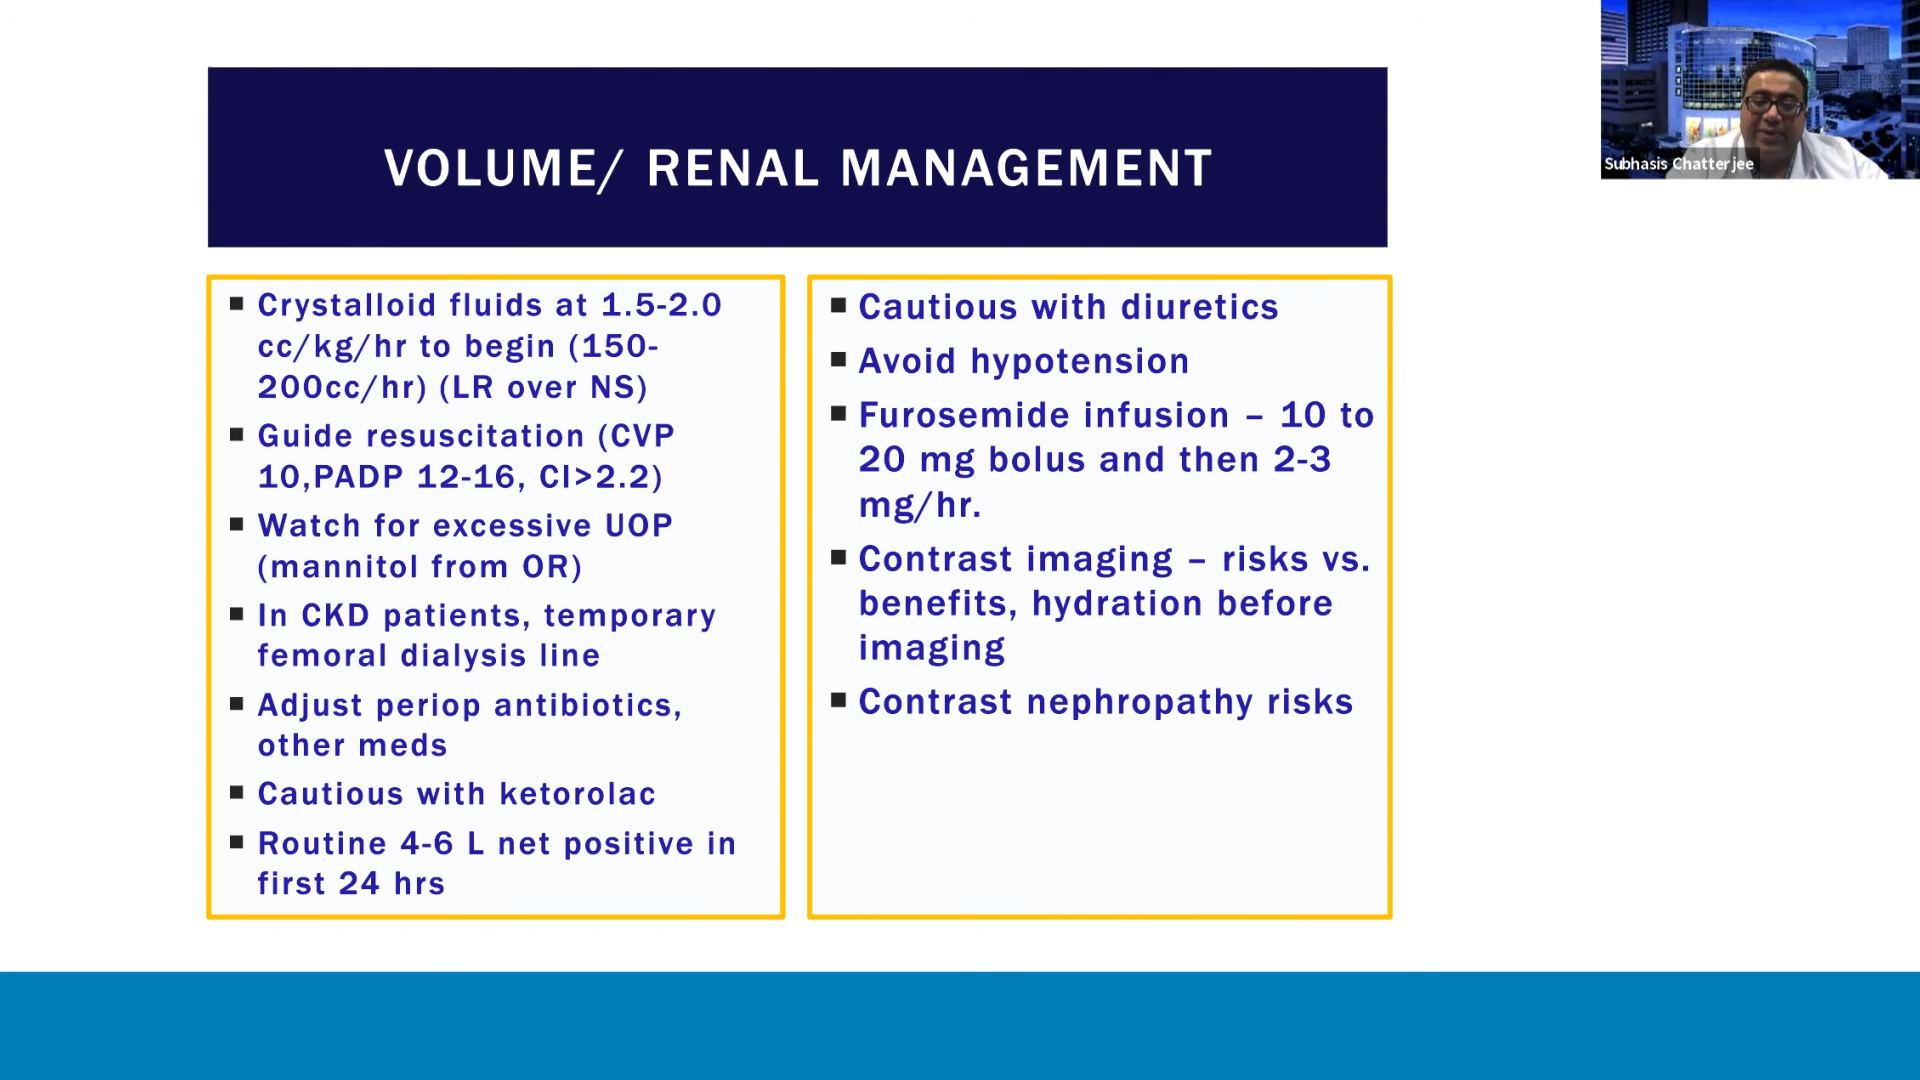 VOLUME/ RENAL MANAGEMENT
Subhasis Chatterjee
Crystalloid fluids at 1.5-2.0
cc/kg/hr to begin (150-
200cc/hr) (LR over NS)
Guide resuscitation (CVP
10,PADP 12-16, CI>2.2)
Watch for excessive UOP
(mannitol from OR)
In CKD patients, temporary
femoral dialysis line
Adjust periop antibiotics,
other meds
Cautious with ketorolac
Routine 4-6 L net positive in
first 24 hrs
Cautious with diuretics
Avoid hypotension
Furosemide infusion – 10 to
20 mg bolus and then 2-3
mg/hr.
Contrast imaging – risks vs.
benefits, hydration before
imaging
Contrast nephropathy risks